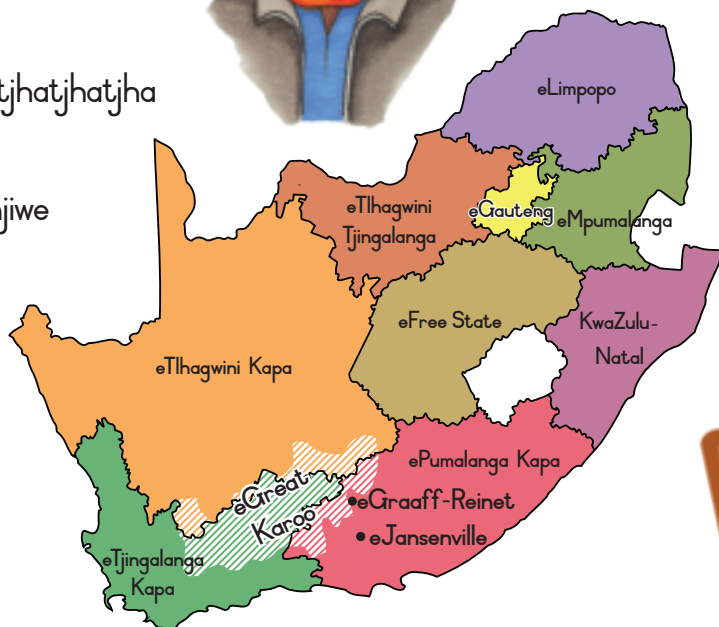 tjhatjhatjha
jiwe
eLimpopo
eTlhagwini
Tjingalanga
eGauteng
eMpumalanga
eFree State
KwaZulu-
Natal
eTlhagwini Kapa
ePumalanga Kapa
eGreat
Karoo
eGraaff-Reinet
eJansenville
eTjingalanga
Kapa